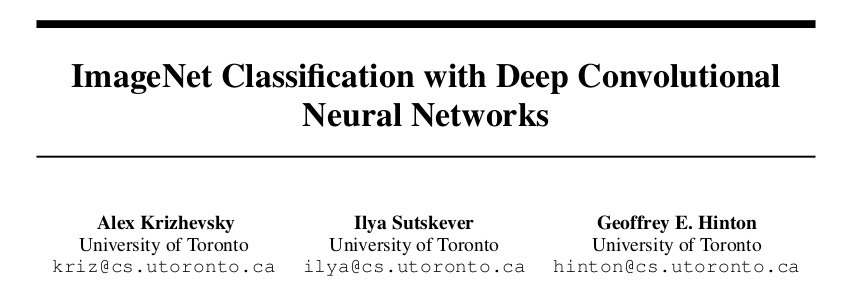 ImageNet Classification with Deep Convolutional
Neural Networks
Alex Krizhevsky
University of Toronto
kriz@cs.utoronto.ca
Ilya Sutskever
University of Toronto
ilya@cs.utoronto.ca
Geoffrey E. Hinton
University of Toronto
hinton@cs.utoronto.ca